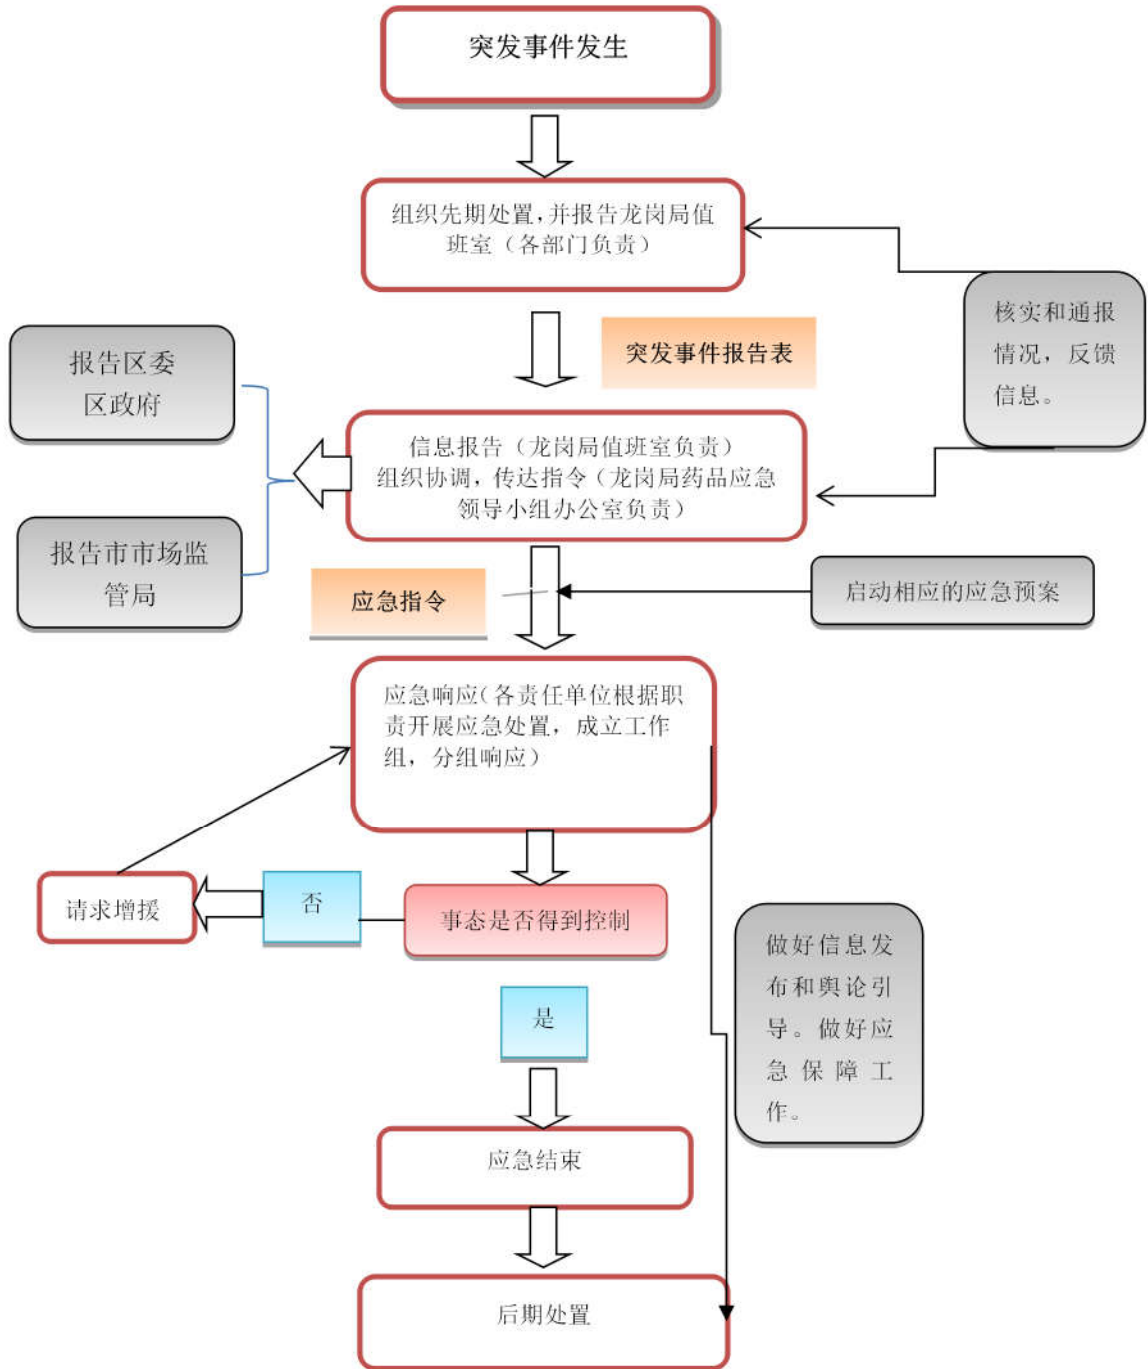 突发事件发生
组织先期处置，并报告龙岗局值
班室（各部门负责）
核实和通报
情况，反馈
信息。
突发事件报告表
报告区委
区政府
信息报告（龙岗局值班室负责）
组织协调，传达指令（龙岗局药品应急
领导小组办公室负责）
报告市市场监
管局
应急指令
启动相应的应急预案
应急响应（各责任单位根据职
责开展应急处置，成立工作
组，分组响应）
请求增援
否
事态是否得到控制
做好信息发
布和舆论引
导。做好应
急保障工
作。
是
应急结束
后期处置